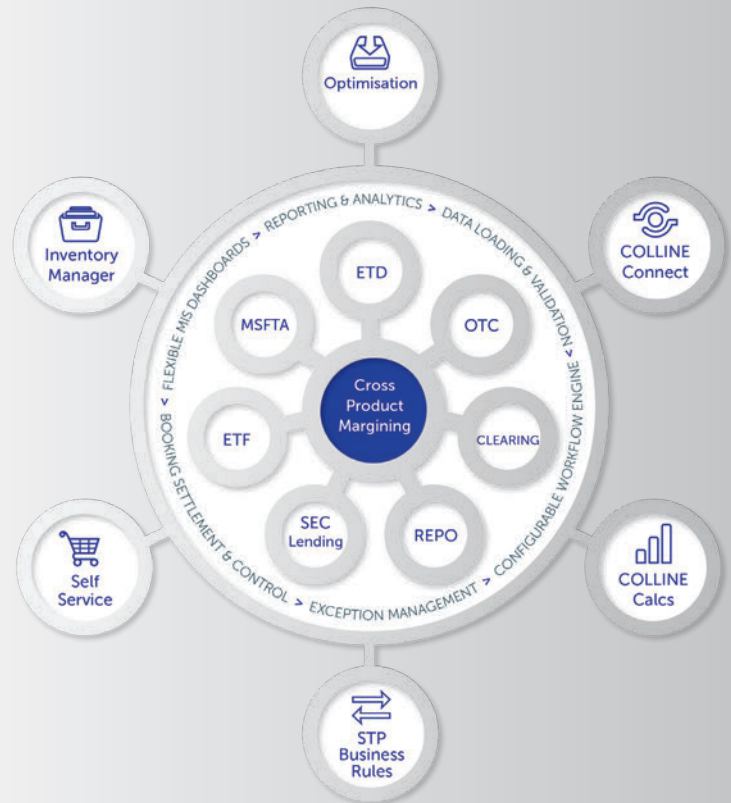 Optimisation
Inventory
Manager
COLLINE
Connect
FLEXIBLE MIS DASHBOARDS > REPORTING & ANALYTICS > DATA LOADING & VALIDATION >
CONFIGURABLE WORKFLOW ENGINE >
EXCEPTION MANAGEMENT >
BOOKING SETTLEMENT & CONTROL >
ETD
MSFTA
OTC
Cross
Product
Margining
ETF
CLEARING
SEC
Lending
REPO
Self
Service
COLLINE
Calcs
STP
Business
Rules